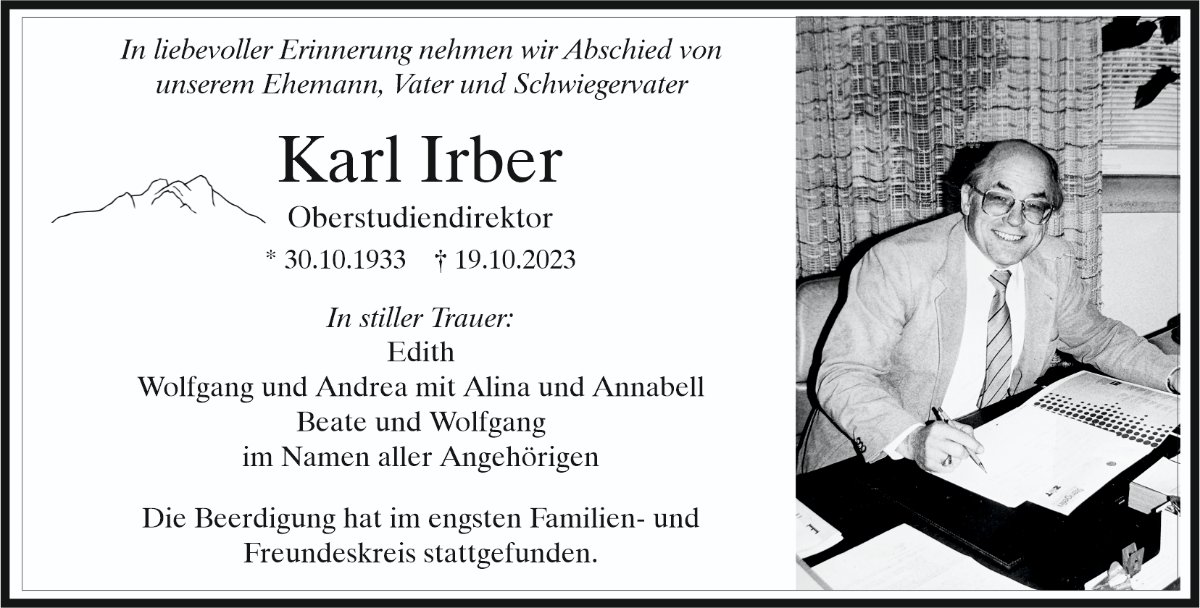 In liebevoller Erinnerung nehmen wir Abschied von
unserem Ehemann, Vater und Schwiegervater
Karl Irber
Oberstudiendirektor
* 30.10.1933 † 19.10.2023
In stiller Trauer:
Edith
Wolfgang und Andrea mit Alina und Annabell
Beate und Wolfgang
im Namen aller Angehörigen
Die Beerdigung hat im engsten Familien- und
Freundeskreis stattgefunden.